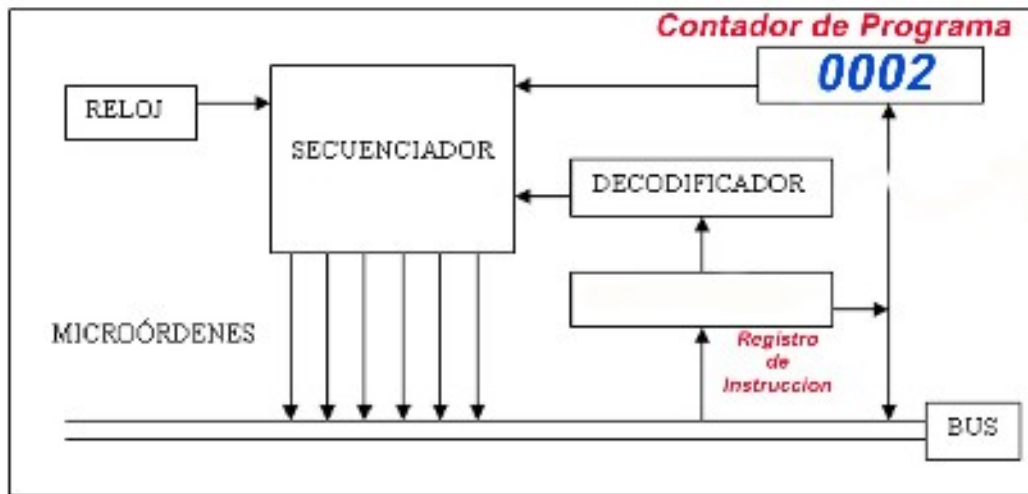 Contador de Programa
0002
RELOJ
SECUENCIADOR
DECODIFICADOR
MICROÓRDENES
Registro
de
Instruccion
BUS